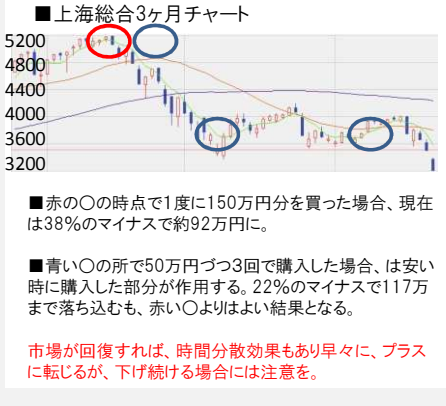 ■上海総合3ヶ月チャート
5200
4800
4400
4000
3600
3200
■赤の〇の時点で1度に150万円分を買った場合、現在
は38%のマイナスで約92万円に。
■青い〇の所で50万円づつ3回で購入した場合、は安い
時に購入した部分が作用する。22%のマイナスで117万
まで落ち込むも、赤い〇よりはよい結果となる。
市場が回復すれば、時間分散効果もあり早々に、プラス
に転じるが、下げ続ける場合には注意を。